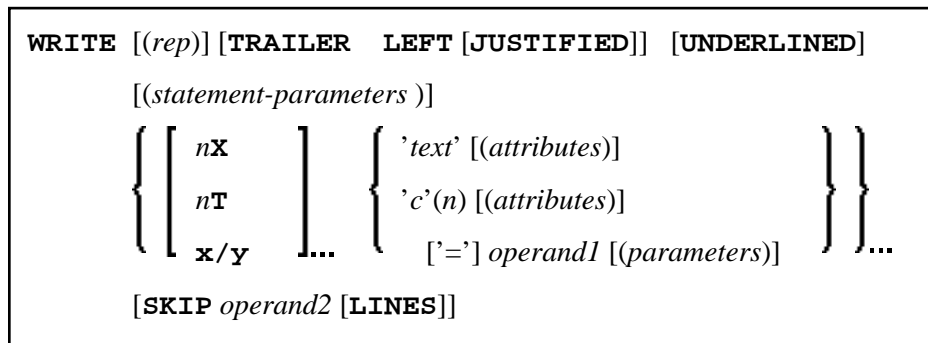 WRITE [(rep)] [TRAILER LEFT [JUSTIFIED]] [UNDERLINED]
[(statement-parameters )]
{ [ nX ] { ’text’ [(attributes)] } }
nT ’c’(n) [(attributes)]
x/y ... [’=’] operand1 [(parameters)] ...
[SKIP operand2 [LINES]]